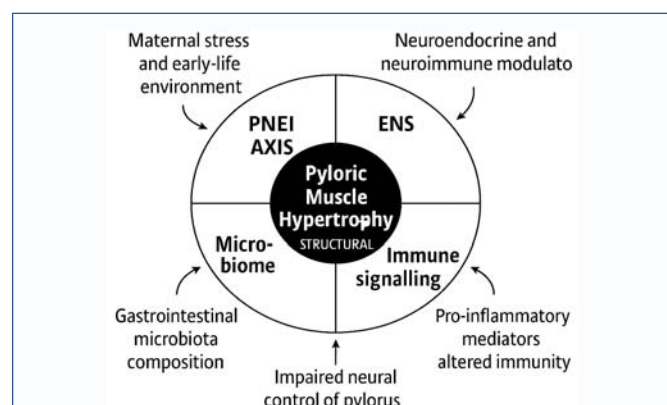 Maternal stress
and early-life
environment
Neuroendocrine and
neuroimmune modulato
PNEI
AXIS
ENS
Pyloric
Muscle
Hypertrophy
STRUCTURAL
Micro-
biome
Immune
signalling
Gastrointestinal
microbiota
composition
Pro-inflammatory
mediators
altered immunity
Impaired neural
control of pylorus